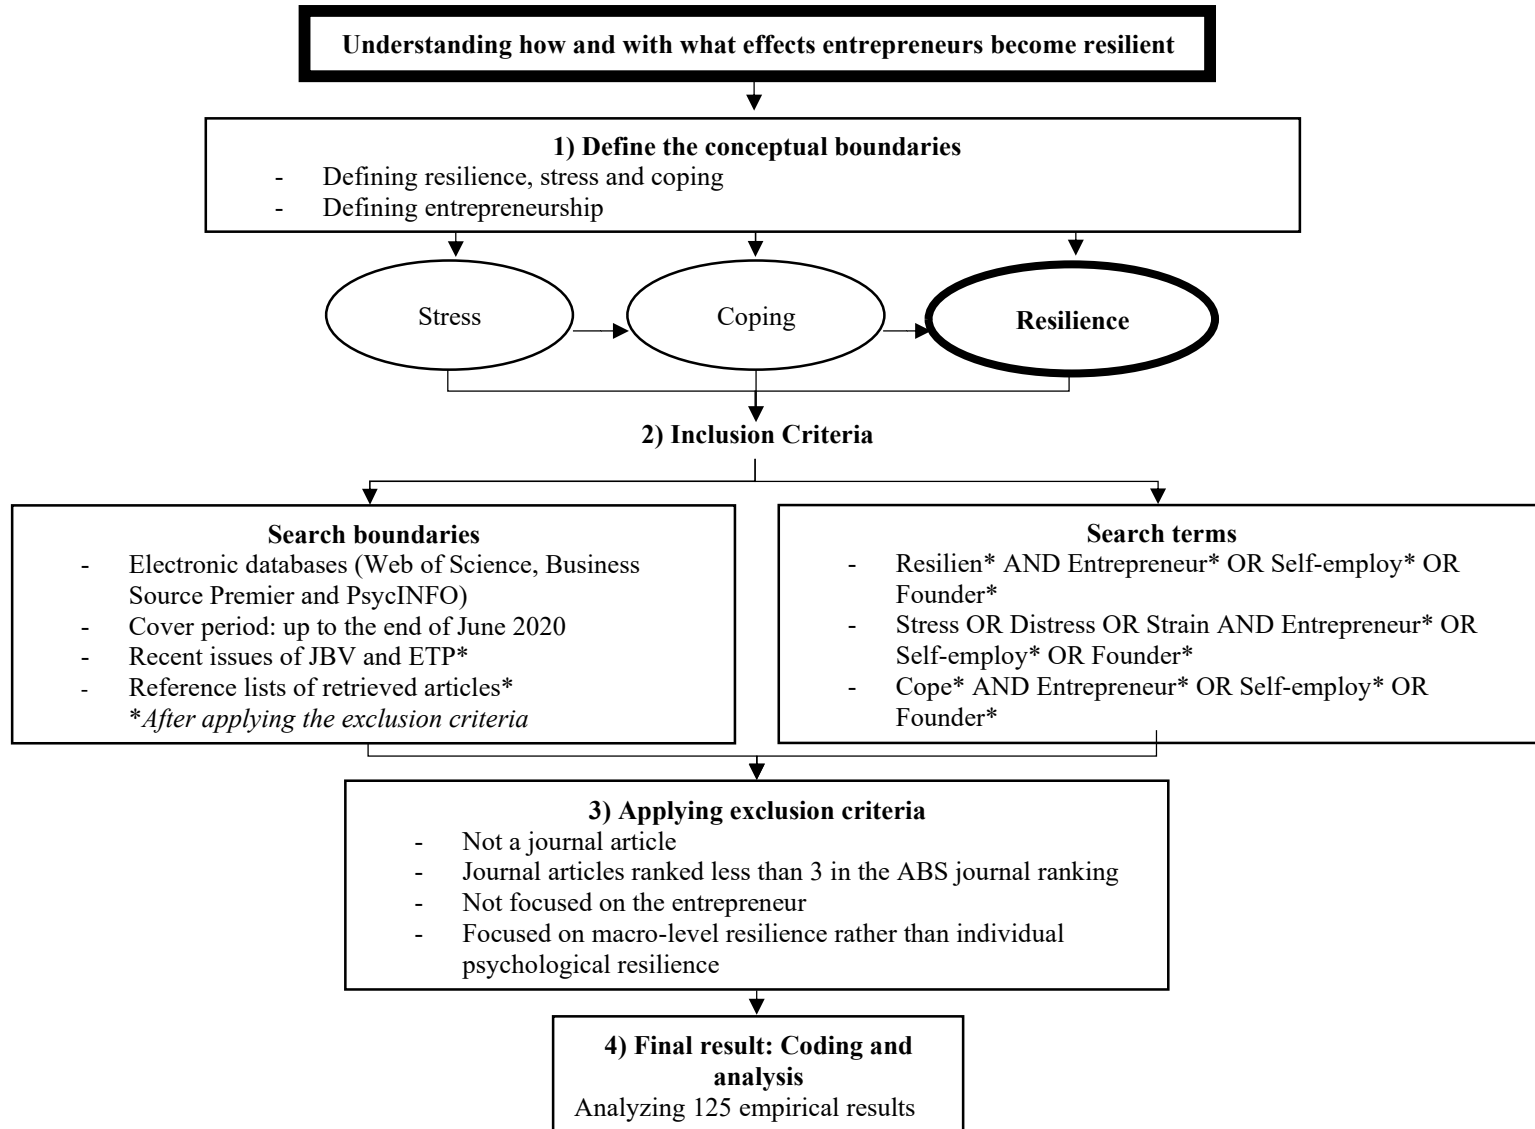 Understanding how and with what effects entrepreneurs become resilient
1) Define the conceptual boundaries
- Defining resilience, stress and coping
- Defining entrepreneurship
Stress
Coping
Resilience
2) Inclusion Criteria
Search boundaries
- Electronic databases (Web of Science, Business
Source Premier and PsycINFO)
- Cover period: up to the end of June 2020
- Recent issues of JBV and ETP*
- Reference lists of retrieved articles*
*After applying the exclusion criteria
Search terms
- Resilien* AND Entrepreneur* OR Self-employ* OR
Founder*
- Stress OR Distress OR Strain AND Entrepreneur* OR
Self-employ* OR Founder*
- Cope* AND Entrepreneur* OR Self-employ* OR
Founder*
3) Applying exclusion criteria
- Not a journal article
- Journal articles ranked less than 3 in the ABS journal ranking
- Not focused on the entrepreneur
- Focused on macro-level resilience rather than individual
psychological resilience
4) Final result: Coding and
analysis
Analyzing 125 empirical results